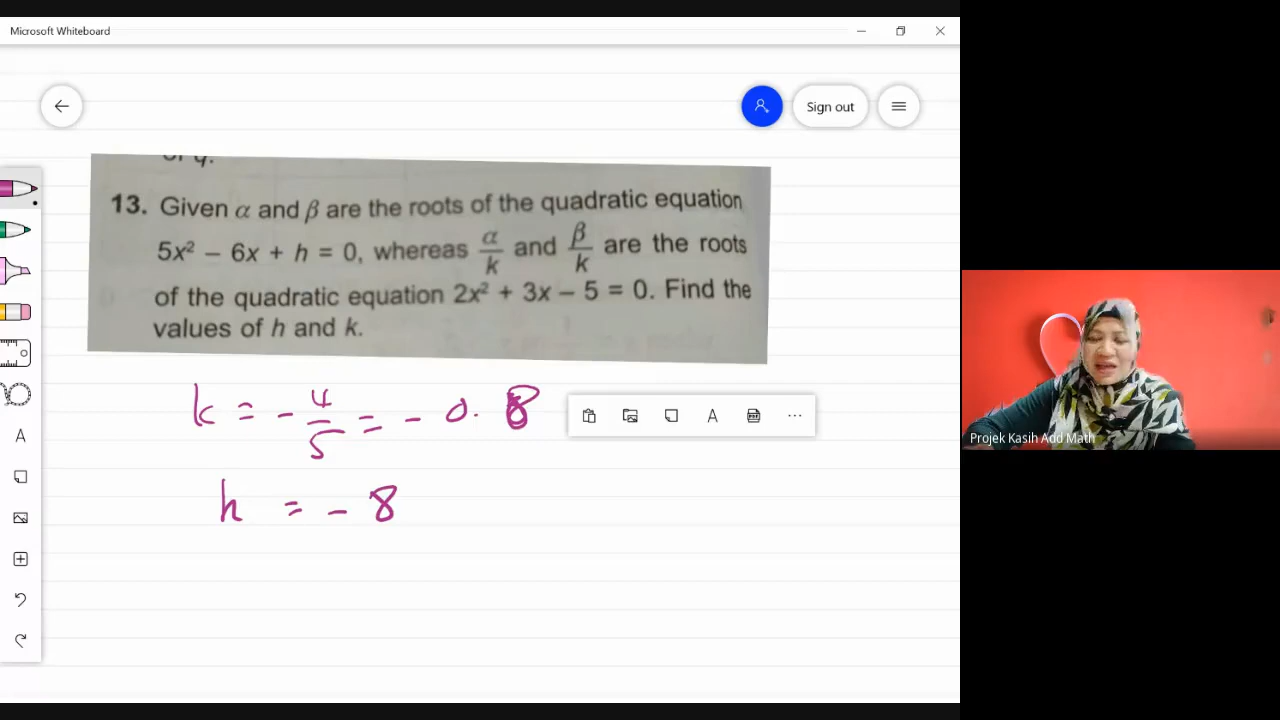 Microsoft Whiteboard
Sign out
13. Given α and β are the roots of the quadratic equation
5x² − 6x + h = 0, whereas α/k and β/k are the roots
of the quadratic equation 2x² + 3x − 5 = 0. Find the
values of h and k.
k = - 4/5 = - 0.8
h = - 8
A
A
Projek Kasih Add Math